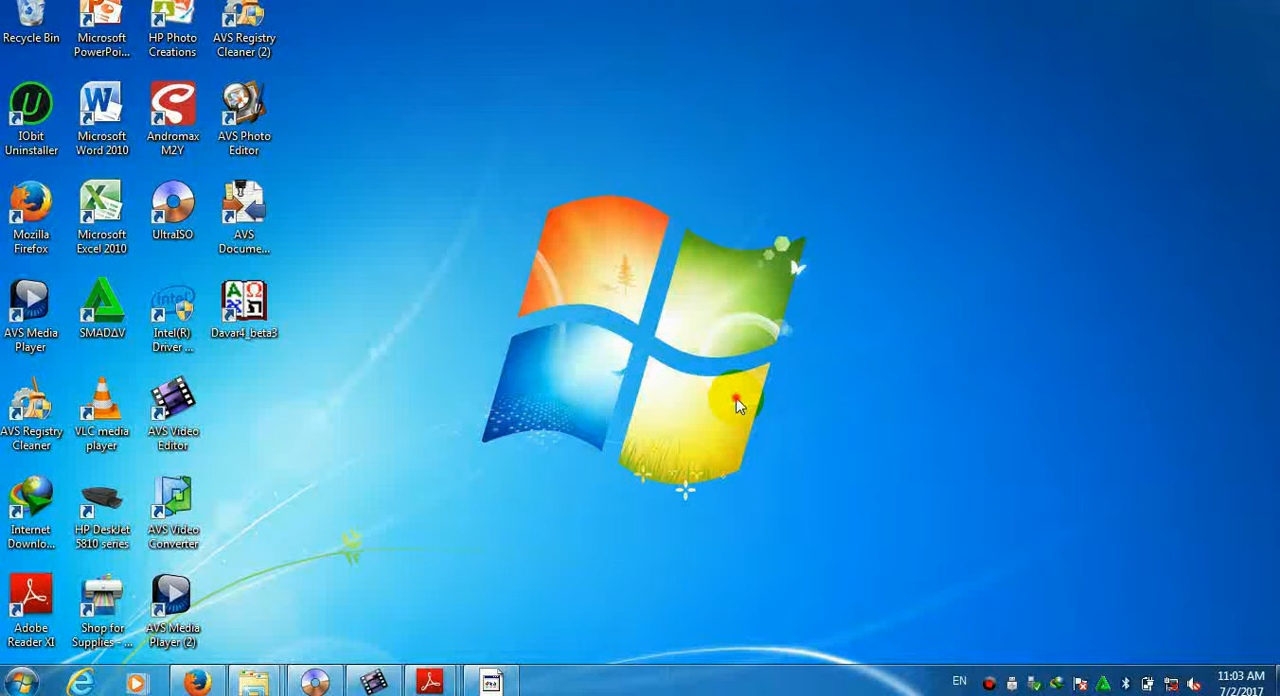 Recycle Bin
Microsoft
PowerPoi...
HP Photo
Creations
AVS Registry
Cleaner (2)
IObit
Uninstaller
Microsoft
Word 2010
Andromax
M2Y
AVS Photo
Editor
Mozilla
Firefox
Microsoft
Excel 2010
UltraISO
AVS
Docume...
AVS Media
Player
SMADΔV
Intel(R)
Driver ...
Davar4_beta3
AVS Registry
Cleaner
VLC media
player
AVS Video
Editor
Internet
Downlo...
HP Deskjet
5810 series
AVS Video
Converter
Adobe
Reader XI
Shop for
Supplies - ...
AVS Media
Player (2)
EN
11:03 AM
7/2/2017